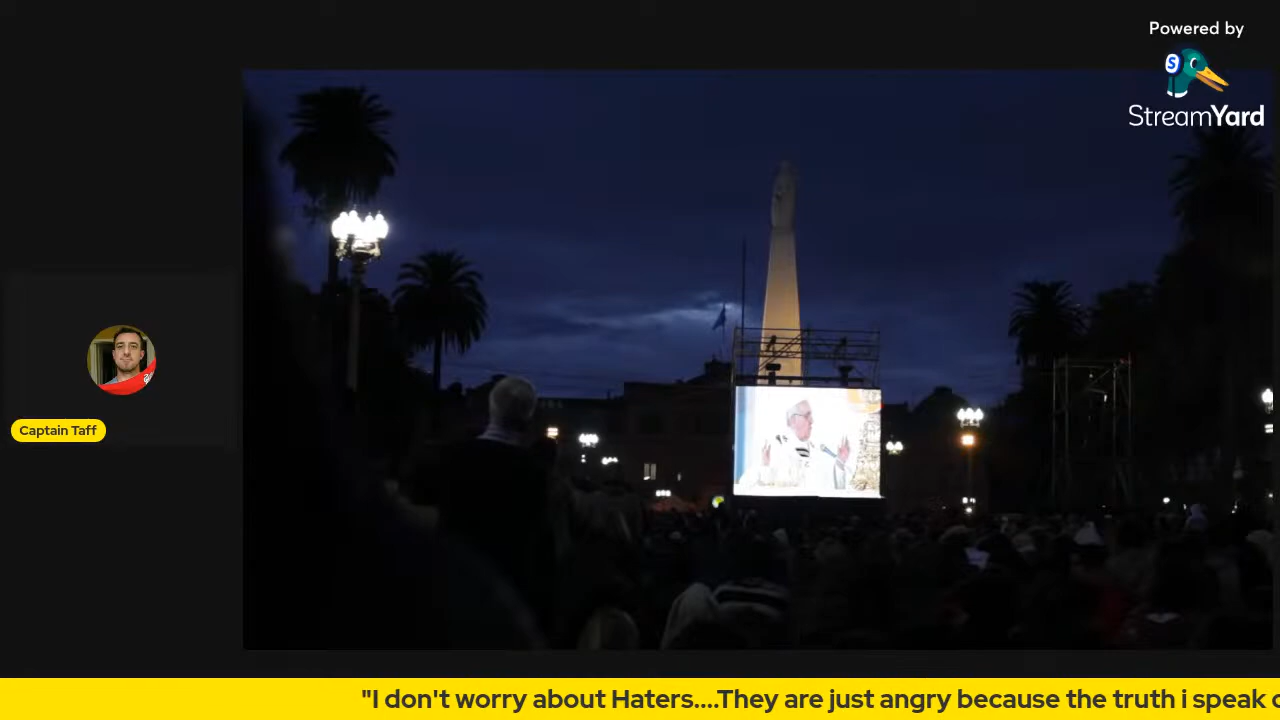 Powered by
StreamYard
Captain Taff
"I don't worry about Haters....They are just angry because the truth i speak